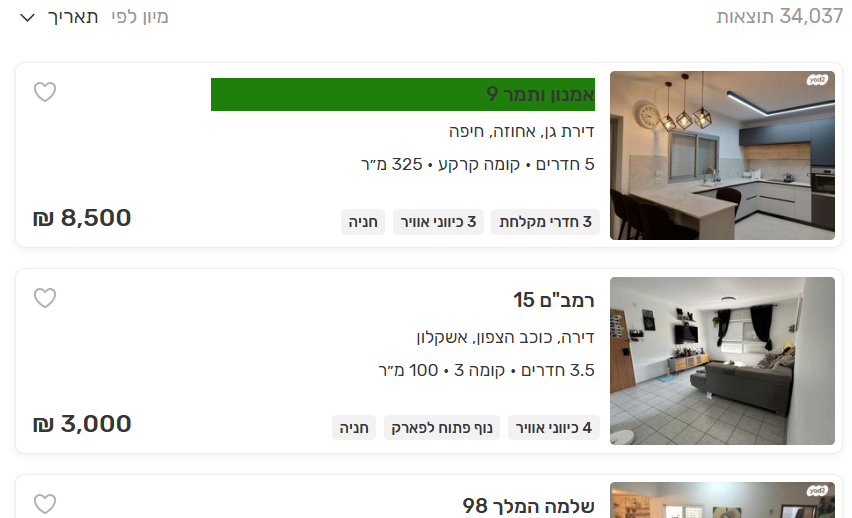 34,037 תוצאות
מיון לפי תאריך
yad2
אמנון ותמר 9
דירת גן, אחוזה, חיפה
5 חדרים • קומה קרקע • 325 מ״ר
3 חדרי מקלחת
3 כיווני אוויר
חניה
8,500 ₪
רמב"ם 15
דירה, כוכב הצפון, אשקלון
3.5 חדרים • קומה 3 • 100 מ״ר
4 כיווני אוויר
נוף פתוח לפארק
חניה
3,000 ₪
yad2
שלמה המלך 98